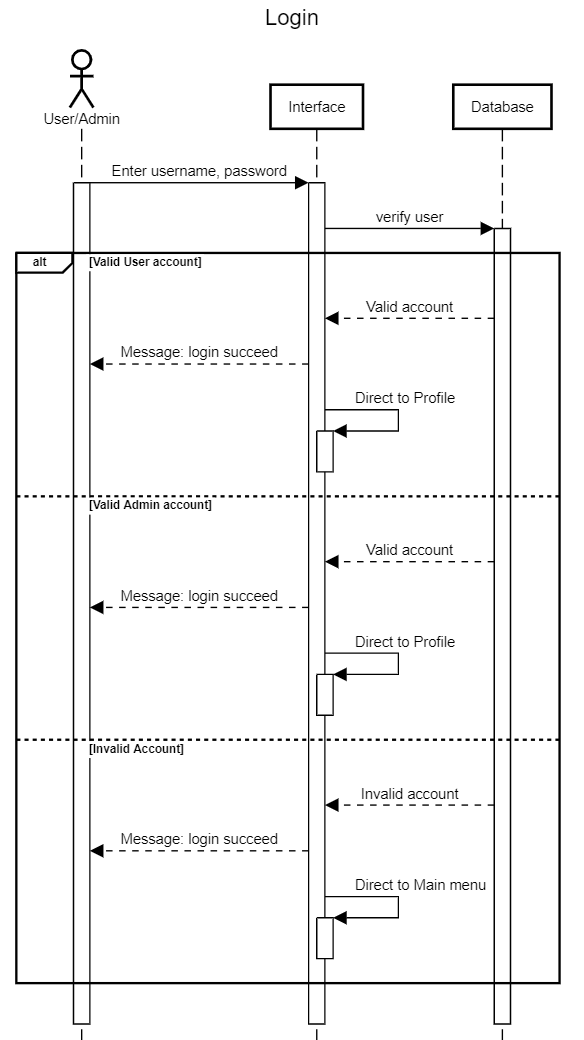 Login
User/Admin
Interface
Database
Enter username, password
verify user
alt
[Valid User account]
Valid account
Message: login succeed
Direct to Profile
[Valid Admin account]
Valid account
Message: login succeed
Direct to Profile
[Invalid Account]
Invalid account
Message: login succeed
Direct to Main menu